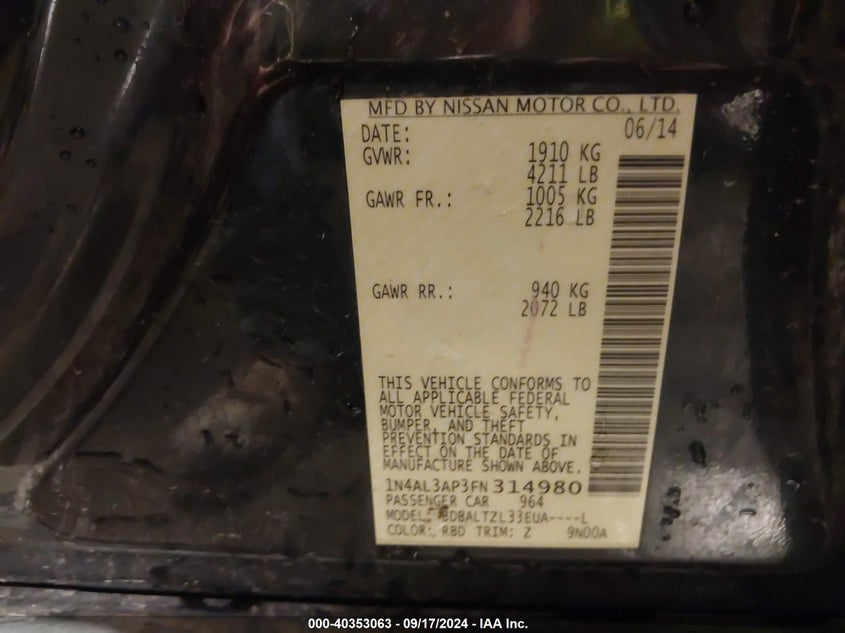 MFD BY NISSAN MOTOR CO., LTD.
DATE: 06/14
GVWR: 1910 KG
4211 LB
GAWR FR.: 1005 KG
2216 LB
GAWR RR.: 940 KG
2072 LB
THIS VEHICLE CONFORMS TO
ALL APPLICABLE FEDERAL
MOTOR VEHICLE SAFETY,
BUMPER, AND THEFT
PREVENTION STANDARDS IN
EFFECT ON THE DATE OF
MANUFACTURE SHOWN ABOVE.
1N4AL3AP3FN314980
PASSENGER CAR 964
MODEL:
COLOR: RBD TRIM: Z 9N00A
000-40353063 - 09/17/2024 - IAA Inc.